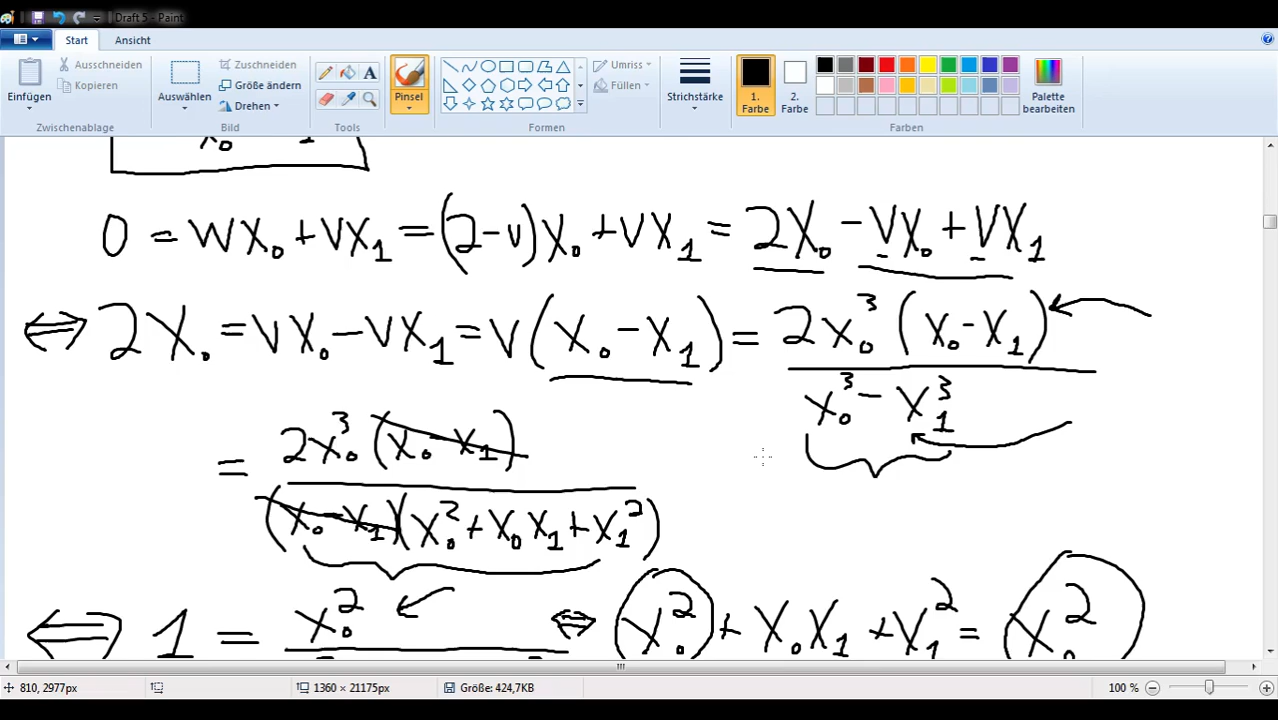 Draft 5 - Paint
Start Ansicht
Einfügen
Ausschneiden
Kopieren
Zwischenablage
Auswählen
Zuschneiden
Größe ändern
Drehen
Bild
A
Tools
Pinsel
Umriss
Füllen
Formen
Strichstärke
1. Farbe
2. Farbe
Farben
Palette bearbeiten
0 = WX₀ + VX₁ = (2 - V)X₀ + VX₁ = 2X₀ - VX₀ + VX₁
⟺ 2X₀ = VX₀ - VX₁ = V(X₀ - X₁) = 2X₀³ (X₀ - X₁)
X₀³ - X₁³
= 2X₀³ (X₀ - X₁)
(X₀ - X₁)(X₀² + X₀X₁ + X₁²)
⟺ 1 = X₀² ⟺ X₀² + X₀X₁ + X₁² = X₀²
810, 2977px 1360 × 21175px Größe: 424,7KB 100 %